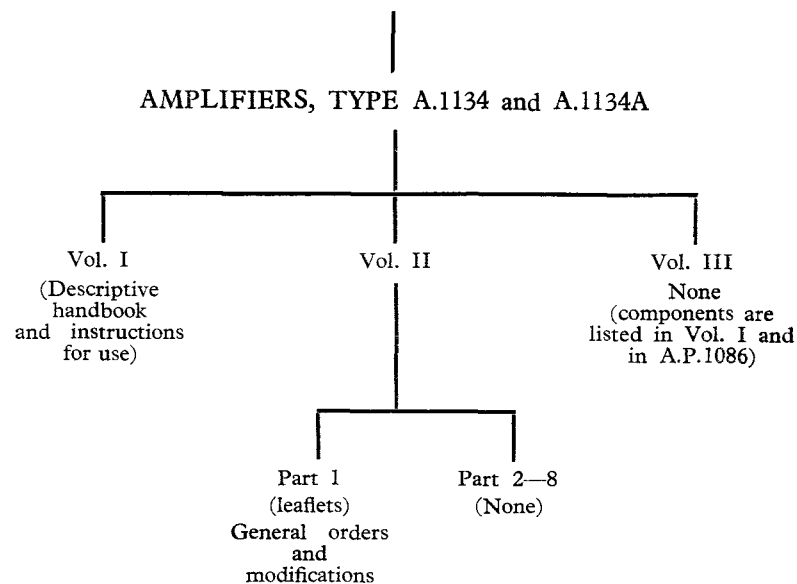 AMPLIFIERS, TYPE A.1134 and A.1134A
Vol. I
(Descriptive
handbook
and instructions
for use)
Vol. II
Vol. III
None
(components are
listed in Vol. I and
in A.P.1086)
Part 1
(leaflets)
General orders
and
modifications
Part 2—8
(None)